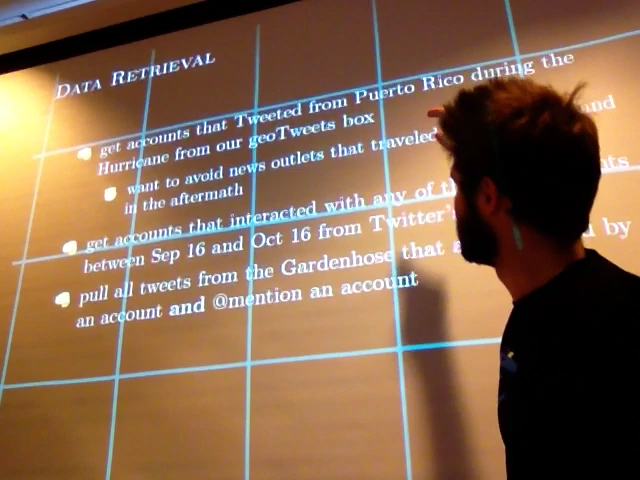 DATA RETRIEVAL
get accounts that Tweeted from Puerto Rico during the
Hurricane from our geoTweets box
want to avoid news outlets that traveled and
in the aftermath
get accounts that interacted with any of
between Sep 16 and Oct 16 from Twitter's
pull all tweets from the Gardenhose that by
an account and @mention an account